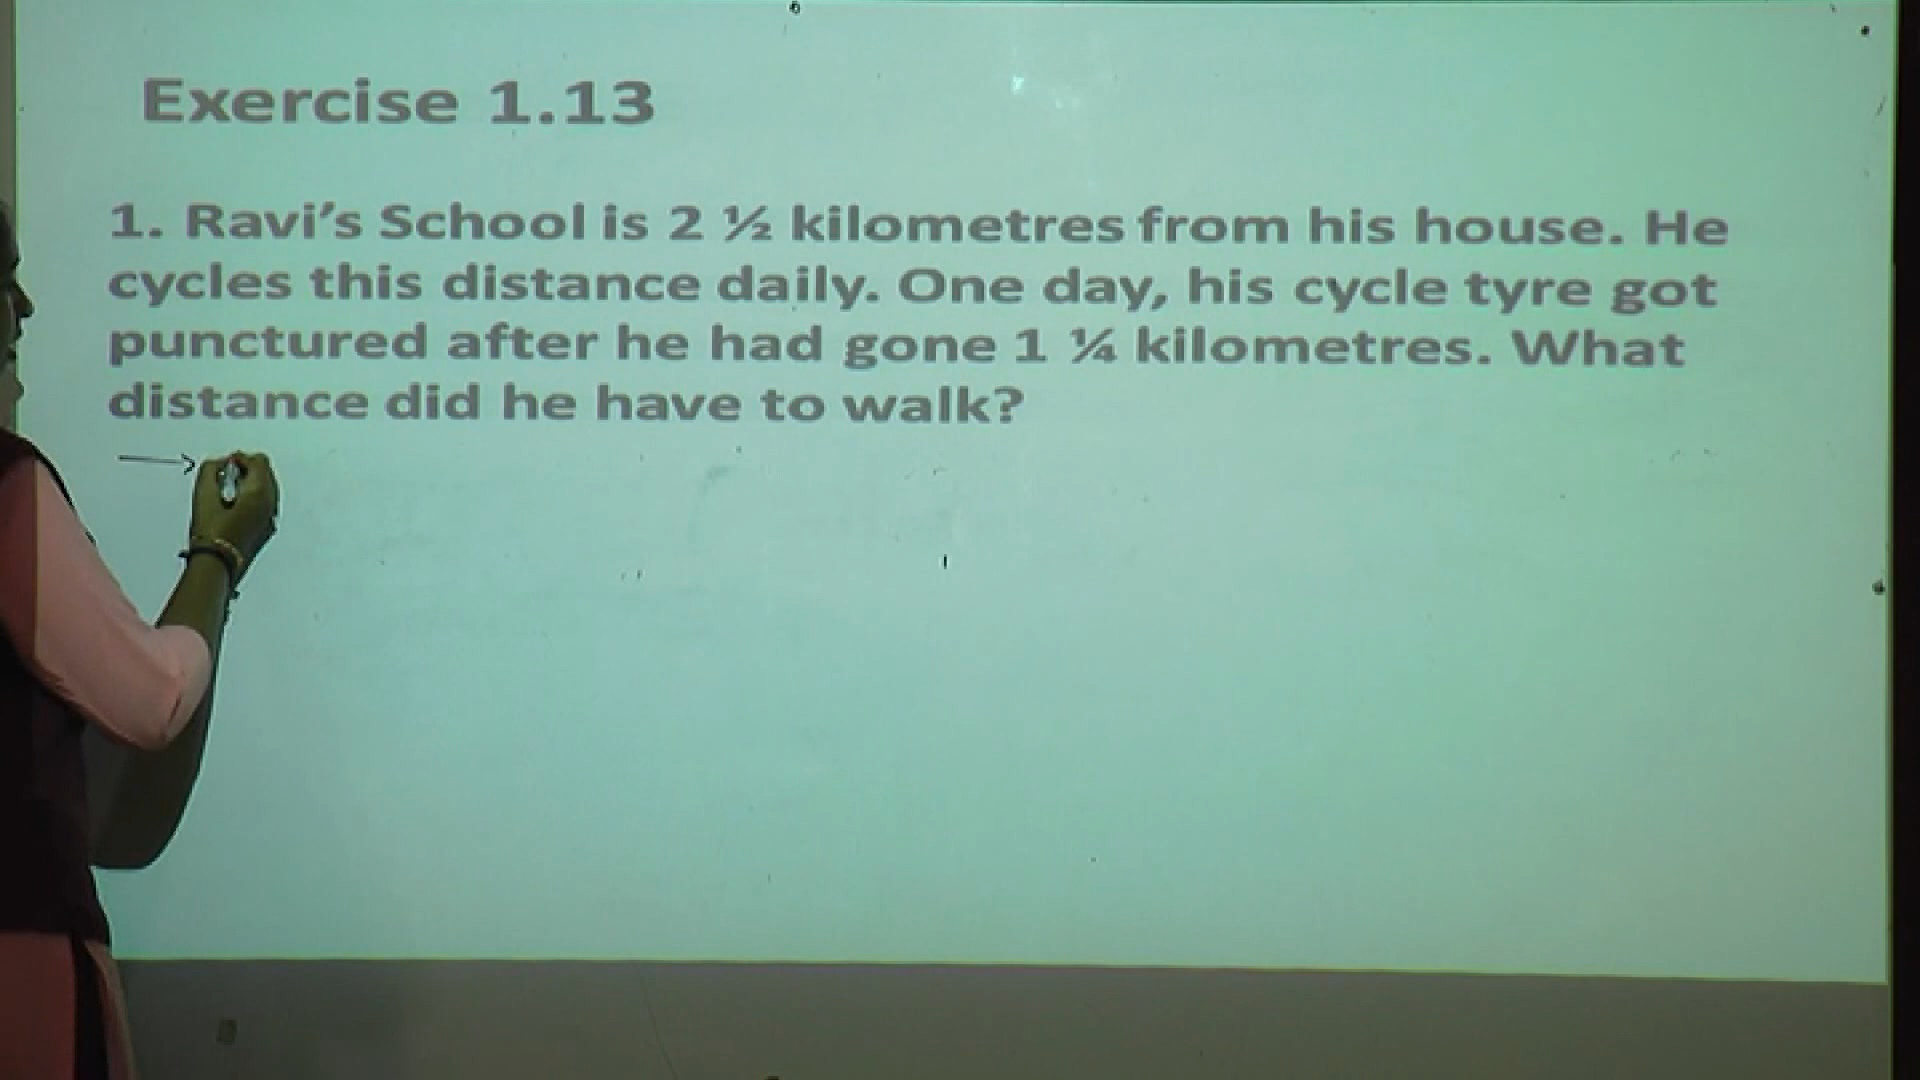 Exercise 1.13
1. Ravi's School is 2 ½ kilometres from his house. He
cycles this distance daily. One day, his cycle tyre got
punctured after he had gone 1 ¼ kilometres. What
distance did he have to walk?